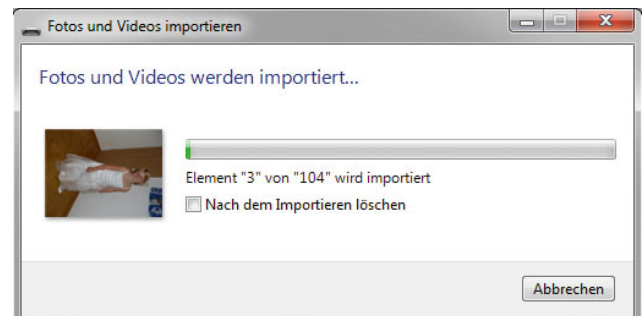 Fotos und Videos importieren
Fotos und Videos werden importiert...
Element "3" von "104" wird importiert
Nach dem Importieren löschen
Abbrechen